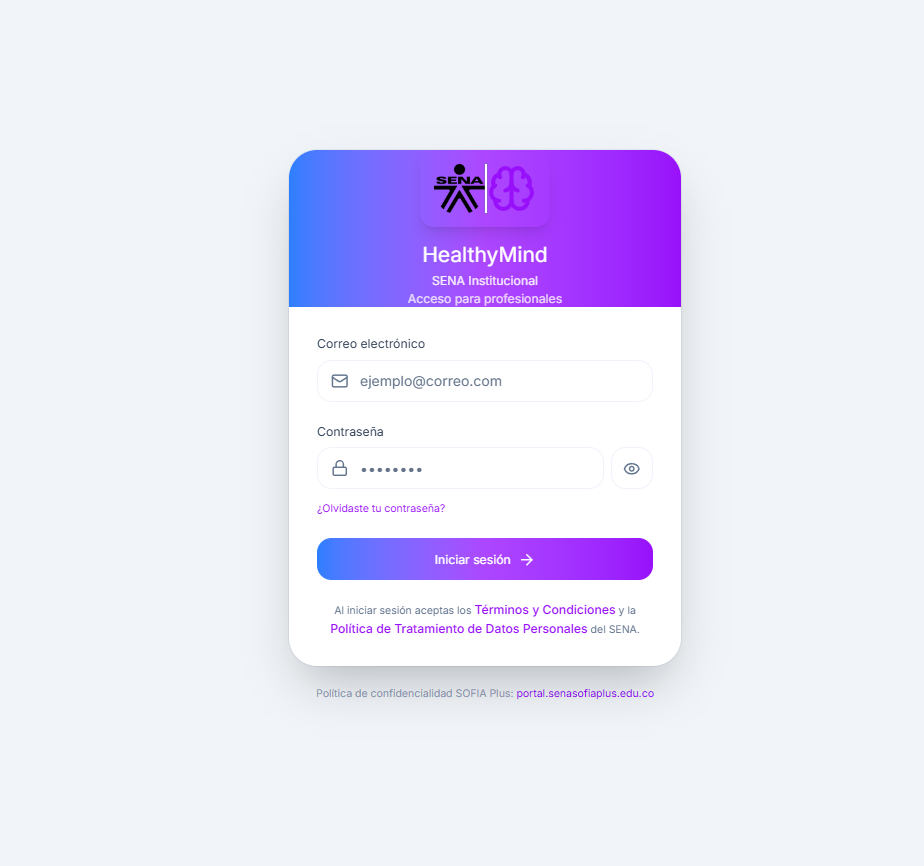 SENA
HealthyMind
SENA Institucional
Acceso para profesionales
Correo electrónico
ejemplo@correo.com
Contraseña
••••••••
¿Olvidaste tu contraseña?
Iniciar sesión →
Al iniciar sesión aceptas los Términos y Condiciones y la
Política de Tratamiento de Datos Personales del SENA.
Política de confidencialidad SOFIA Plus: portal.senasofiaplus.edu.co